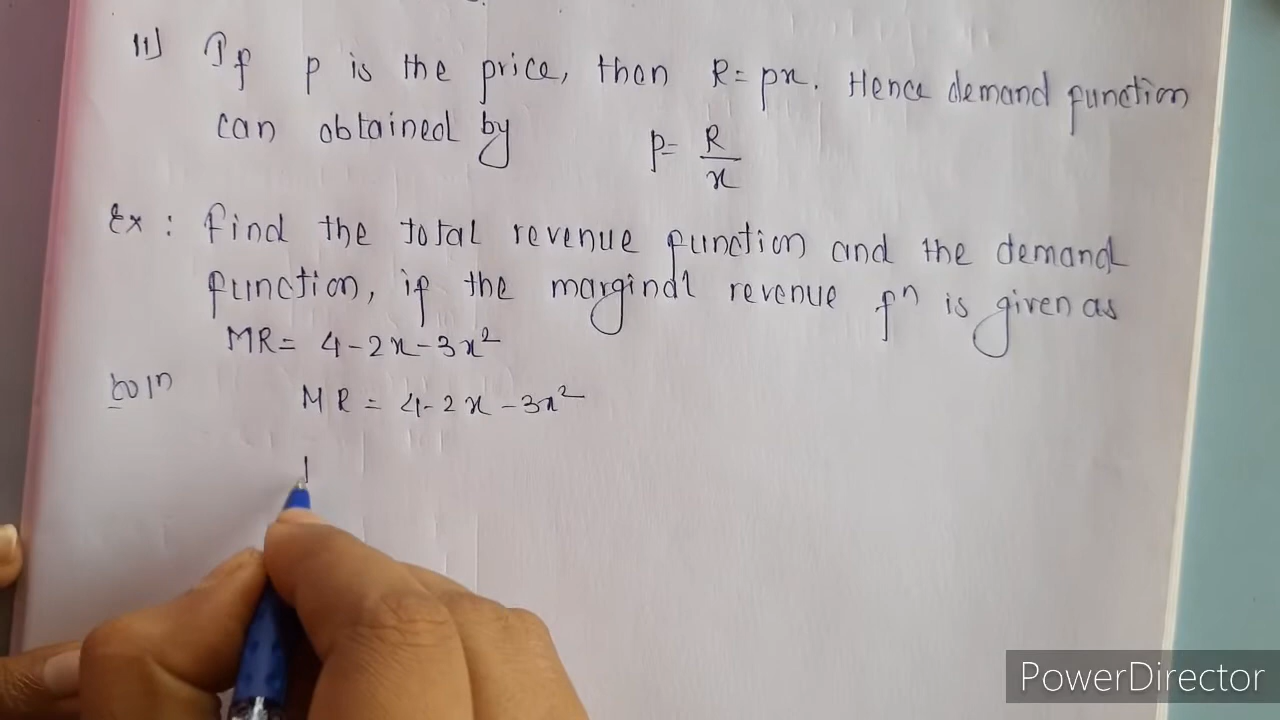 11) If p is the price, then R = px. Hence demand function
can obtained by p = R/x
Ex : find the total revenue function and the demand
function, if the marginal revenue fⁿ is given as
MR = 4 - 2x - 3x²
Soln MR = 4 - 2x - 3x²
PowerDirector